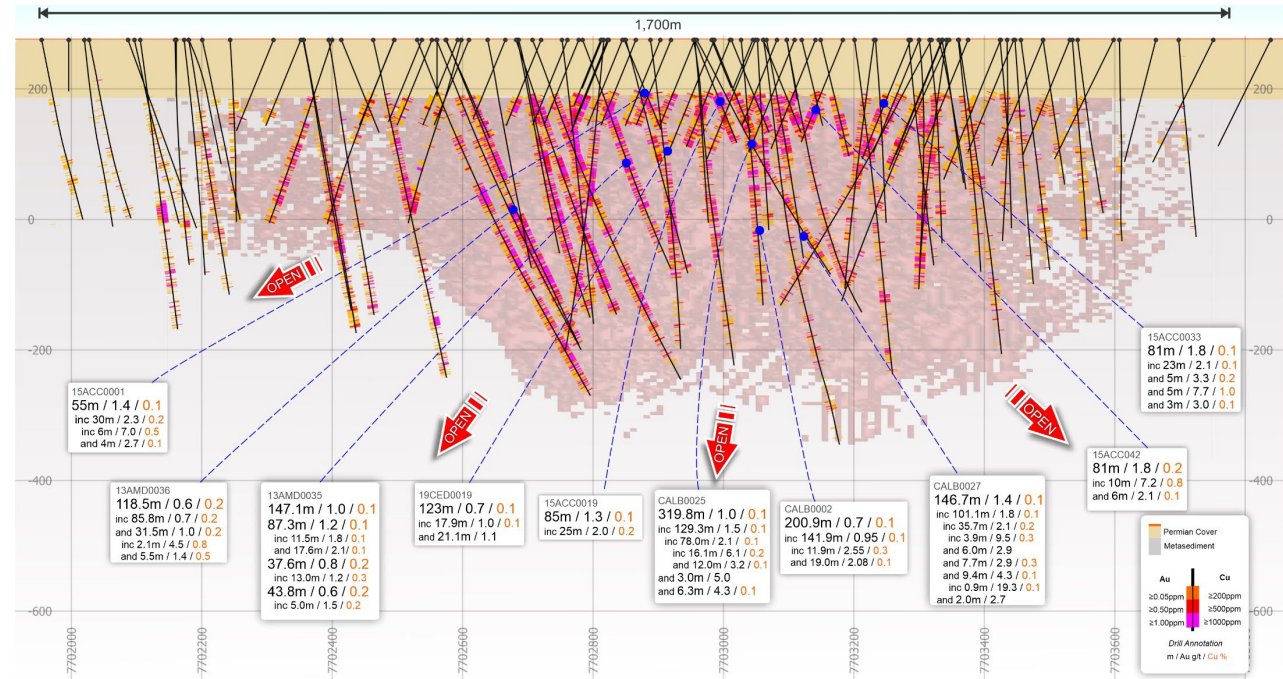 1,700m
200
0
0
-200
-200
-400
-400
-600
-600
OPEN
OPEN
OPEN
OPEN
15ACC0001
55m / 1.4 / 0.1
inc 30m / 2.3 / 0.2
inc 6m / 7.0 / 0.5
and 4m / 2.7 / 0.1
13AMD0036
118.5m / 0.6 / 0.2
inc 85.8m / 0.7 / 0.2
and 31.5m / 1.0 / 0.2
inc 2.1m / 4.5 / 0.8
and 5.5m / 1.4 / 0.5
13AMD0035
147.1m / 1.0 / 0.1
87.3m / 1.2 / 0.1
inc 11.5m / 1.8 / 0.1
and 17.6m / 2.1/ 0.1
37.6m / 0.8 / 0.2
inc 13.0m / 1.2 / 0.3
43.8m / 0.6 / 0.2
inc 5.0m / 1.5 / 0.2
19CED0019
123m / 0.7 / 0.1
inc 17.9m / 1.0 / 0.1
and 21.1m / 1.1
15ACC0019
85m / 1.3 / 0.1
inc 25m / 2.0 / 0.2
CALB0025
319.8m / 1.0 / 0.1
inc 129.3m / 1.5 / 0.1
inc 78.0m / 2.1 / 0.1
inc 16.1m / 6.1 / 0.2
and 12.0m / 3.2 / 0.1
and 3.0m / 5.0
and 6.3m / 4.3 / 0.1
CALB0002
200.9m / 0.7 / 0.1
inc 141.9m / 0.95 / 0.1
inc 11.9m / 2.55 / 0.3
and 19.0m / 2.08 / 0.1
CALB0027
146.7m / 1.4 / 0.1
inc 101.1m / 1.8 / 0.1
inc 35.7m / 2.1 / 0.2
inc 3.9m / 9.5 / 0.3
and 6.0m / 2.9
and 7.7m / 2.9 / 0.3
and 9.4m / 4.3 / 0.1
inc 0.9m / 19.3 / 0.1
and 2.0m / 2.7
15ACC0033
81m / 1.8 / 0.1
inc 23m / 2.1 / 0.1
and 5m / 3.3 / 0.2
and 5m / 7.7 / 1.0
and 3m / 3.0 / 0.1
15ACC042
81m / 1.8 / 0.2
inc 10m / 7.2 / 0.8
and 6m / 2.1 / 0.1
Permian Cover
Metasediment
Au Cu
≥0.05ppm ≥200ppm
≥0.50ppm ≥500ppm
≥1.00ppm ≥1000ppm
Drill Annotation
m / Au g/t / Cu %
7702000
7702200
7702400
7702600
7702800
7703000
7703200
7703400
7703600